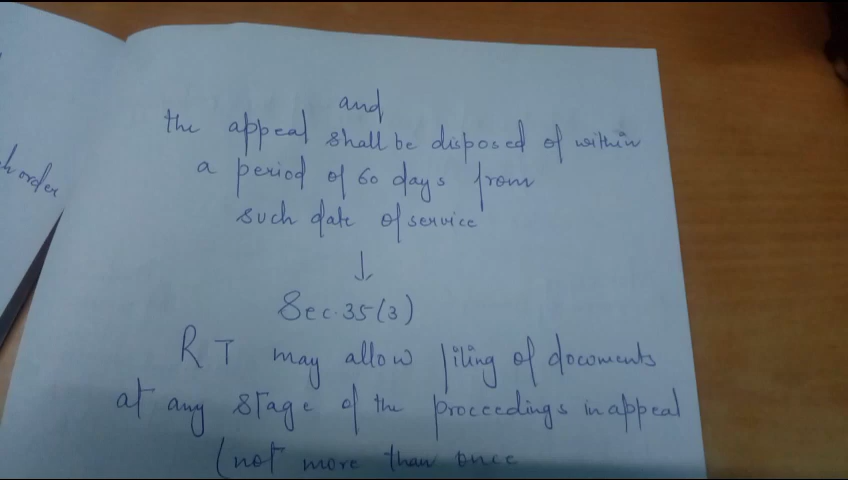 h order
and
the appeal shall be disposed of within
a period of 60 days from
such date of service
↓
Sec. 35(3)
RT may allow filing of documents
at any stage of the proceedings in appeal
(not more than once